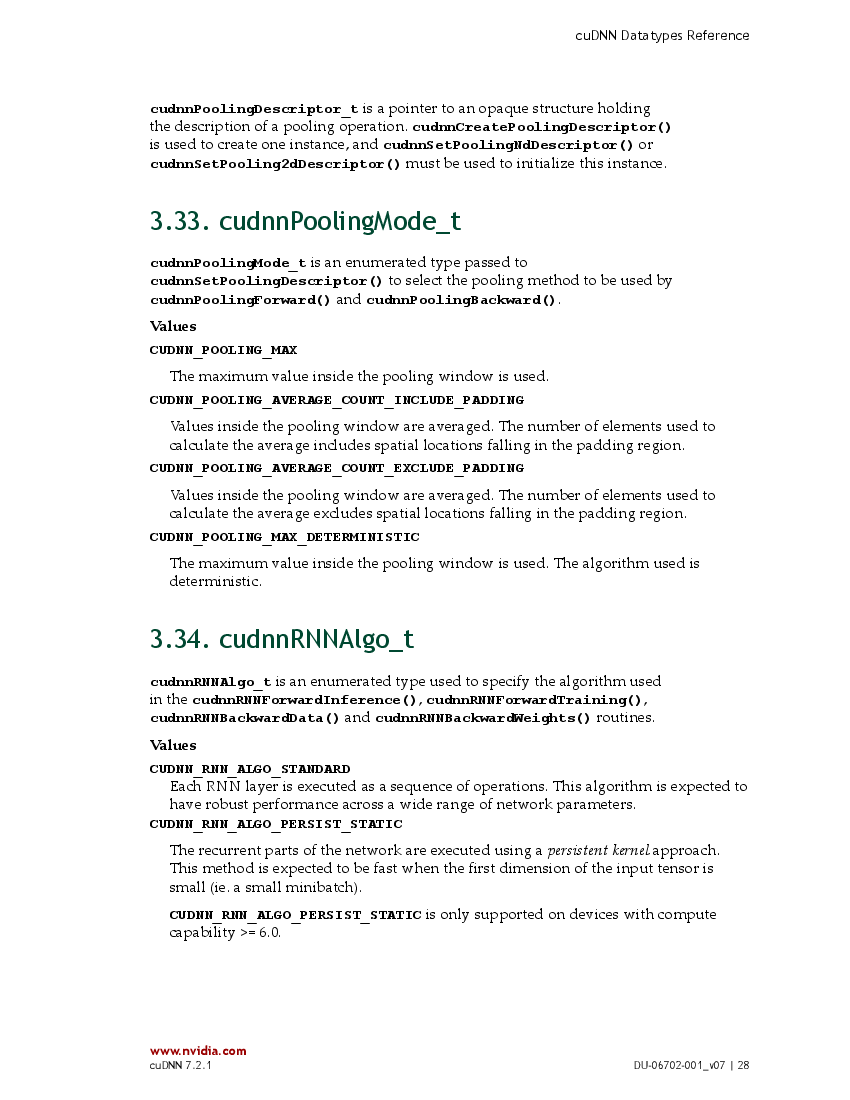 cuDNN Datatypes Reference
cudnnPoolingDescriptor_t is a pointer to an opaque structure holding
the description of a pooling operation. cudnnCreatePoolingDescriptor()
is used to create one instance, and cudnnSetPoolingNdDescriptor() or
cudnnSetPooling2dDescriptor() must be used to initialize this instance.
3.33. cudnnPoolingMode_t
cudnnPoolingMode_t is an enumerated type passed to
cudnnSetPoolingDescriptor() to select the pooling method to be used by
cudnnPoolingForward() and cudnnPoolingBackward().
Values
CUDNN_POOLING_MAX
The maximum value inside the pooling window is used.
CUDNN_POOLING_AVERAGE_COUNT_INCLUDE_PADDING
Values inside the pooling window are averaged. The number of elements used to
calculate the average includes spatial locations falling in the padding region.
CUDNN_POOLING_AVERAGE_COUNT_EXCLUDE_PADDING
Values inside the pooling window are averaged. The number of elements used to
calculate the average excludes spatial locations falling in the padding region.
CUDNN_POOLING_MAX_DETERMINISTIC
The maximum value inside the pooling window is used. The algorithm used is
deterministic.
3.34. cudnnRNNAlgo_t
cudnnRNNAlgo_t is an enumerated type used to specify the algorithm used
in the cudnnRNNForwardInference(), cudnnRNNForwardTraining(),
cudnnRNNBackwardData() and cudnnRNNBackwardWeights() routines.
Values
CUDNN_RNN_ALGO_STANDARD
Each RNN layer is executed as a sequence of operations. This algorithm is expected to
have robust performance across a wide range of network parameters.
CUDNN_RNN_ALGO_PERSIST_STATIC
The recurrent parts of the network are executed using a persistent kernel approach.
This method is expected to be fast when the first dimension of the input tensor is
small (ie. a small minibatch).
CUDNN_RNN_ALGO_PERSIST_STATIC is only supported on devices with compute
capability >= 6.0.
www.nvidia.com
cuDNN 7.2.1
DU-06702-001_v07 | 28